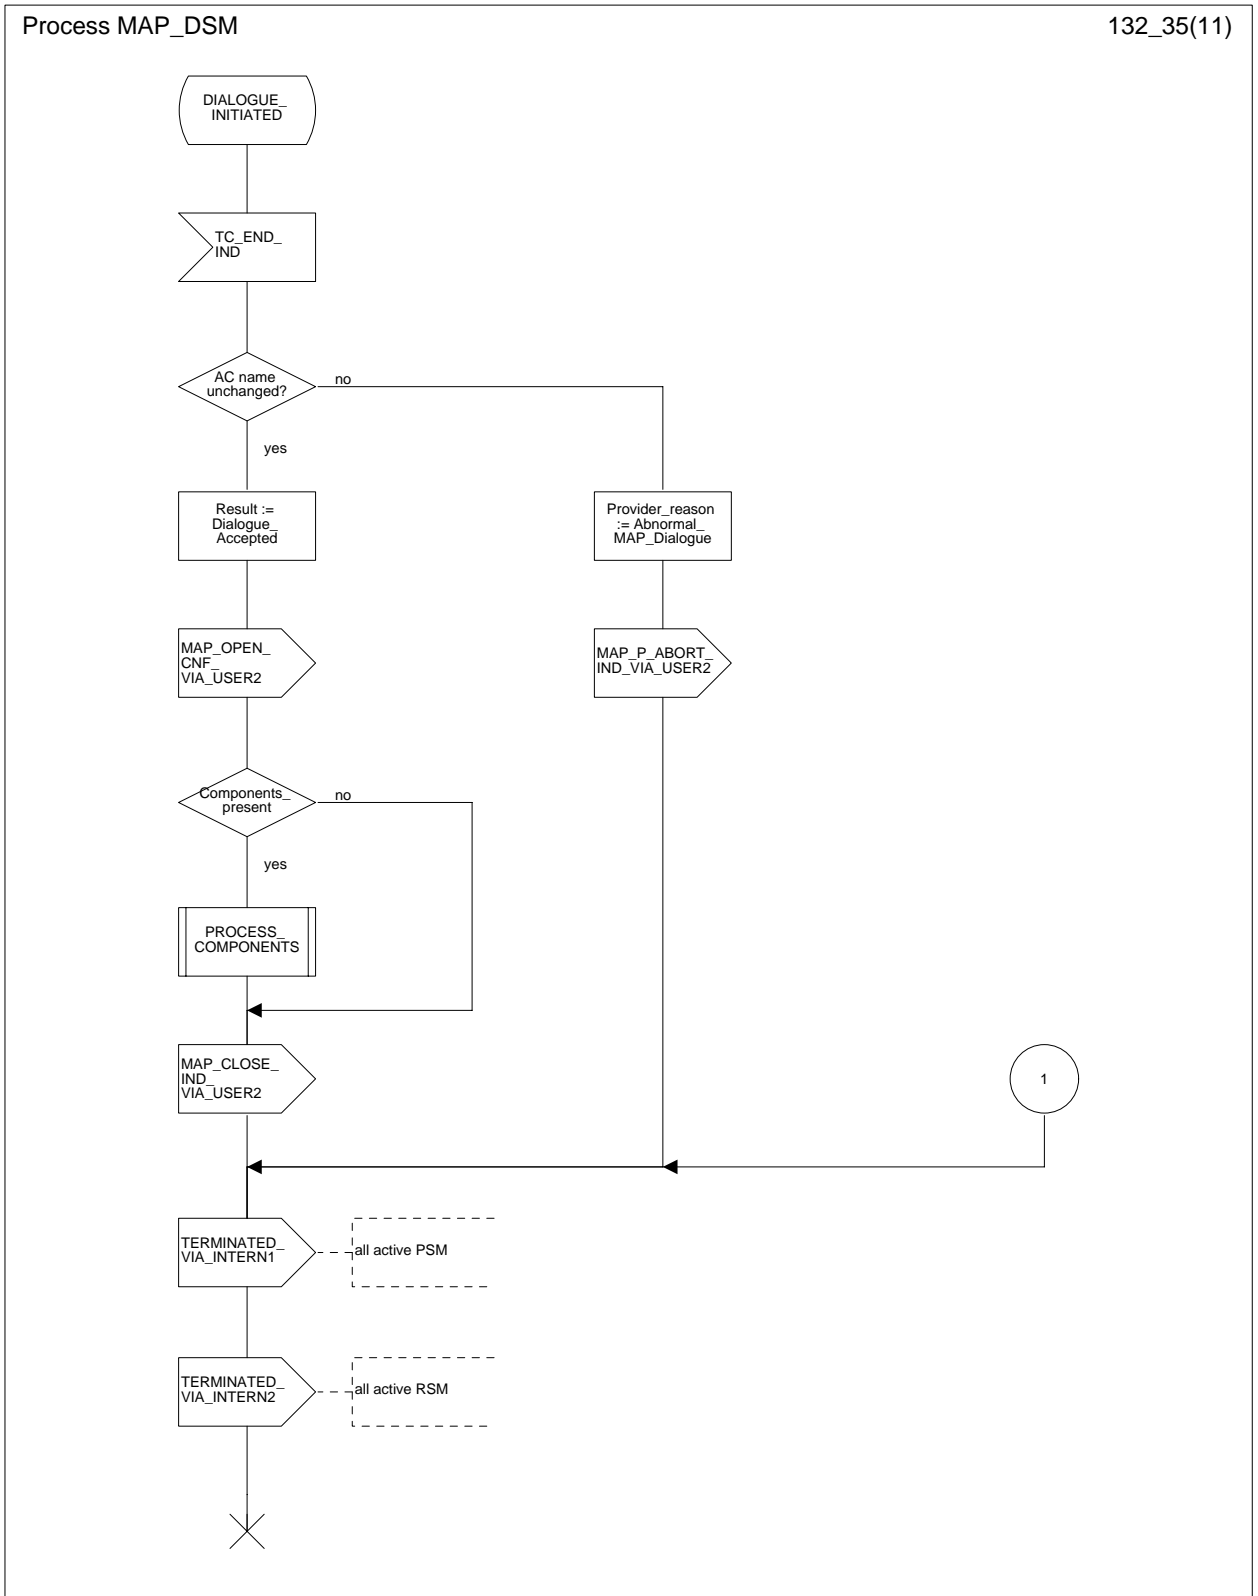 Process MAP_DSM
132_35(11)
DIALOGUE_
INITIATED
TC_END_
IND
AC name
unchanged?
no
yes
Result :=
Dialogue_
Accepted
Provider_reason
:= Abnormal_
MAP_Dialogue
MAP_OPEN_
CNF_
VIA_USER2
MAP_P_ABORT_
IND_VIA_USER2
Components_
present
no
yes
PROCESS_
COMPONENTS
MAP_CLOSE_
IND_
VIA_USER2
1
TERMINATED_
VIA_INTERN1
all active PSM
TERMINATED_
VIA_INTERN2
all active RSM